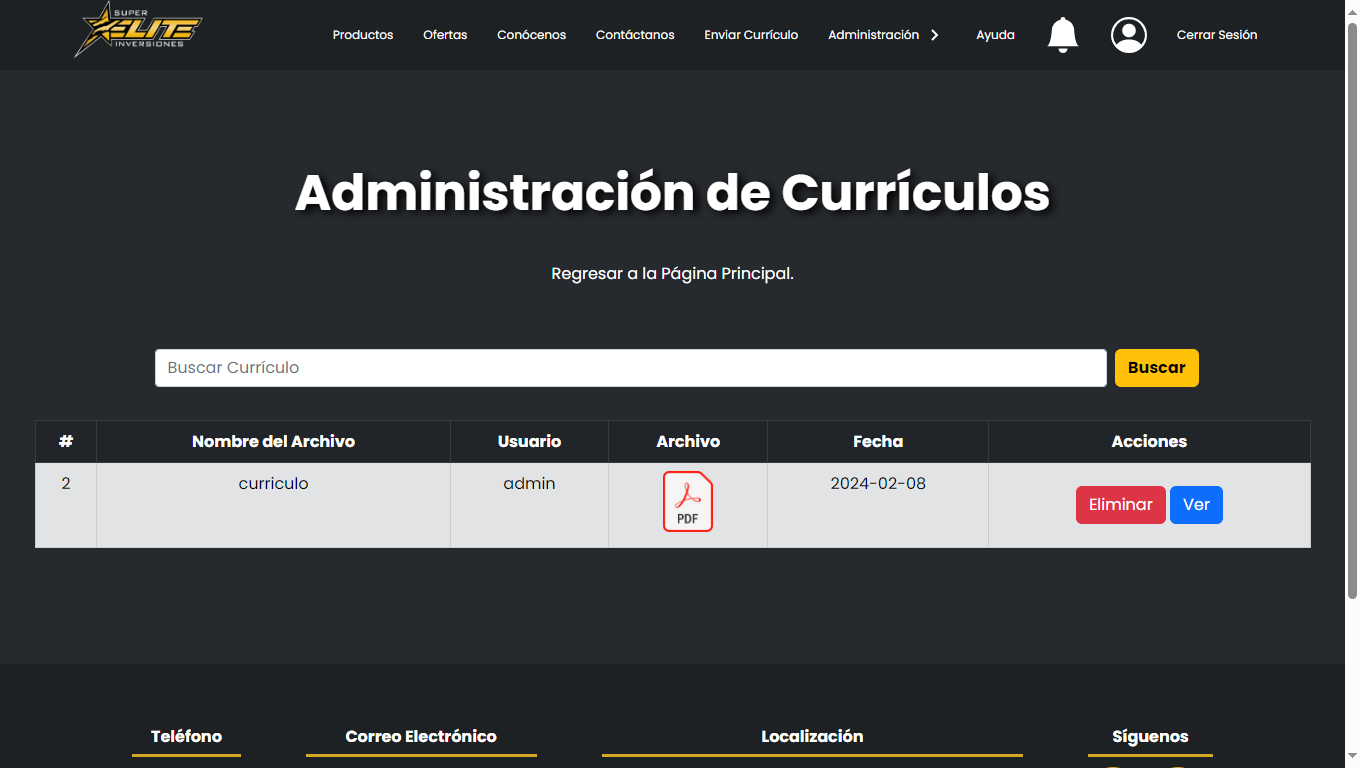 SUPER
ELITE
INVERSIONES
Productos Ofertas Conócenos Contáctanos Enviar Currículo Administración Ayuda Cerrar Sesión
Administración de Currículos
Regresar a la Página Principal.
Buscar Currículo Buscar
# Nombre del Archivo Usuario Archivo Fecha Acciones
2 curriculo admin PDF 2024-02-08 Eliminar Ver
Teléfono Correo Electrónico Localización Síguenos